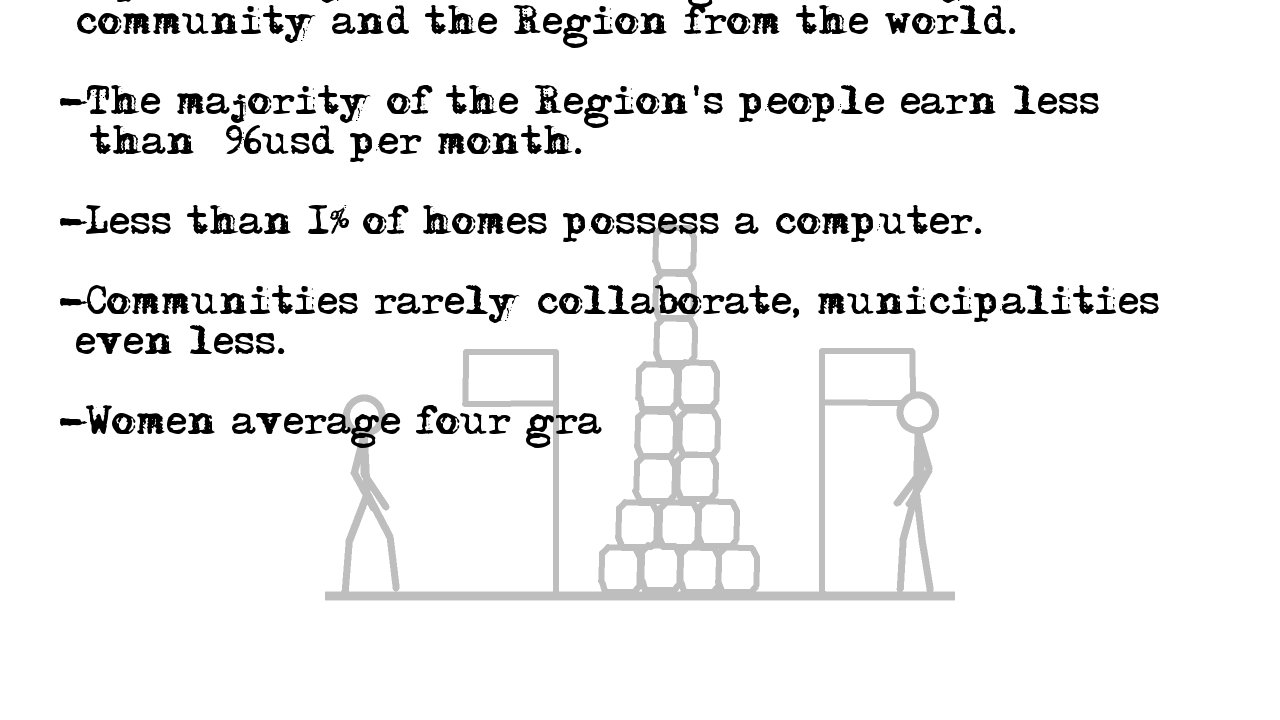 community and the Region from the world.
-The majority of the Region's people earn less
than 96usd per month.
-Less than 1% of homes possess a computer.
-Communities rarely collaborate, municipalities
even less.
-Women average four gra